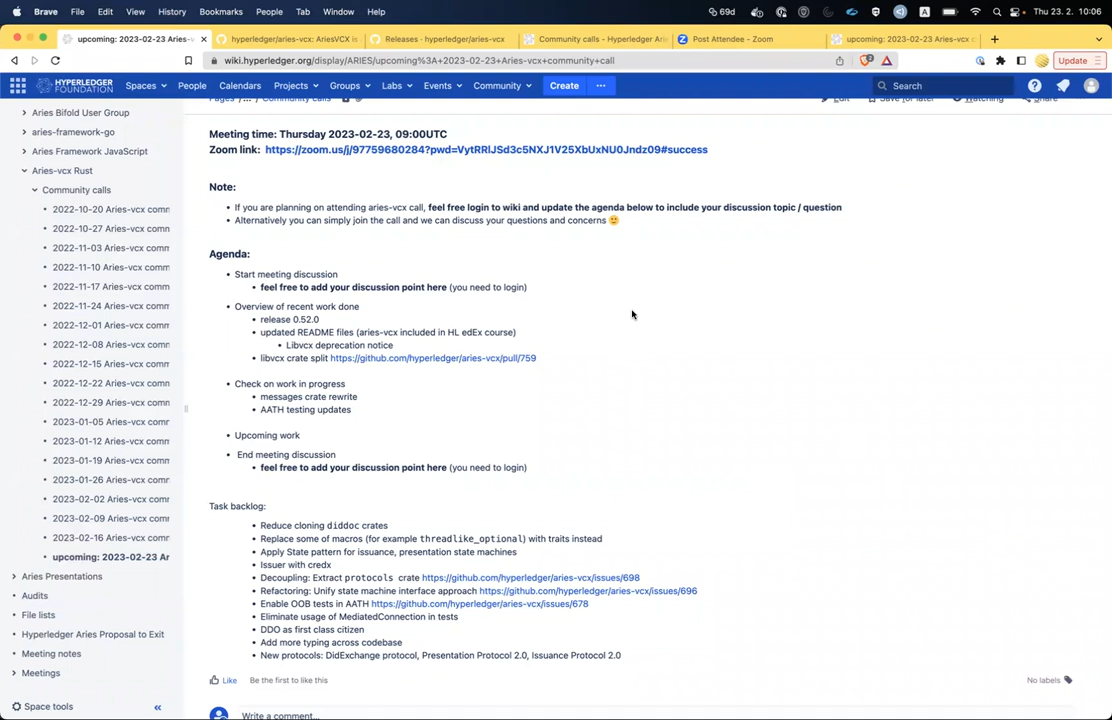 Brave File Edit View History Bookmarks People Tab Window Help 69d A Thu 23. 2. 10:06
upcoming: 2023-02-23 Aries-
hyperledger/aries-vcx: AriesVCX is
Releases · hyperledger/aries-vcx
Community calls - Hyperledger Ari
Post Attendee - Zoom
upcoming: 2023-02-23 Aries-vcx c
wiki.hyperledger.org/display/ARIES/upcoming%3A+2023-02-23+Aries-vcx+community+call
2
Update
HYPERLEDGER FOUNDATION Spaces People Calendars Projects Groups Labs Events Community Create ••• Search
Pages /... / Community Calls Edit Save for later Watching Share
Aries Bifold User Group
aries-framework-go
Aries Framework JavaScript
Aries-vcx Rust
Community calls
2022-10-20 Aries-vcx comm
2022-10-27 Aries-vcx comm
2022-11-03 Aries-vcx comm
2022-11-10 Aries-vcx comm
2022-11-17 Aries-vcx comm
2022-11-24 Aries-vcx comm
2022-12-01 Aries-vcx comm
2022-12-08 Aries-vcx comm
2022-12-15 Aries-vcx comm
2022-12-22 Aries-vcx comm
2022-12-29 Aries-vcx comm
2023-01-05 Aries-vcx comm
2023-01-12 Aries-vcx comm
2023-01-19 Aries-vcx comm
2023-01-26 Aries-vcx comm
2023-02-02 Aries-vcx comm
2023-02-09 Aries-vcx comm
2023-02-16 Aries-vcx comm
upcoming: 2023-02-23 Ar
Aries Presentations
Audits
File lists
Hyperledger Aries Proposal to Exit
Meeting notes
Meetings
Space tools «
Meeting time: Thursday 2023-02-23, 09:00UTC
Zoom link: https://zoom.us/j/97759680284?pwd=VytRRlJSd3c5NXJ1V25XbUxNU0Jndz09#success
Note:
• If you are planning on attending aries-vcx call, feel free login to wiki and update the agenda below to include your discussion topic / question
• Alternatively you can simply join the call and we can discuss your questions and concerns 🙂
Agenda:
• Start meeting discussion
• feel free to add your discussion point here (you need to login)
• Overview of recent work done
• release 0.52.0
• updated README files (aries-vcx included in HL edEx course)
• Libvcx deprecation notice
• libvcx crate split https://github.com/hyperledger/aries-vcx/pull/759
• Check on work in progress
• messages crate rewrite
• AATH testing updates
• Upcoming work
• End meeting discussion
• feel free to add your discussion point here (you need to login)
Task backlog:
• Reduce cloning diddoc crates
• Replace some of macros (for example threadlike_optional) with traits instead
• Apply State pattern for issuance, presentation state machines
• Issuer with credx
• Decoupling: Extract protocols crate https://github.com/hyperledger/aries-vcx/issues/698
• Refactoring: Unify state machine interface approach https://github.com/hyperledger/aries-vcx/issues/696
• Enable OOB tests in AATH https://github.com/hyperledger/aries-vcx/issues/678
• Eliminate usage of MediatedConnection in tests
• DDO as first class citizen
• Add more typing across codebase
• New protocols: DidExchange protocol, Presentation Protocol 2.0, Issuance Protocol 2.0
Like Be the first to like this No labels
Write a comment...